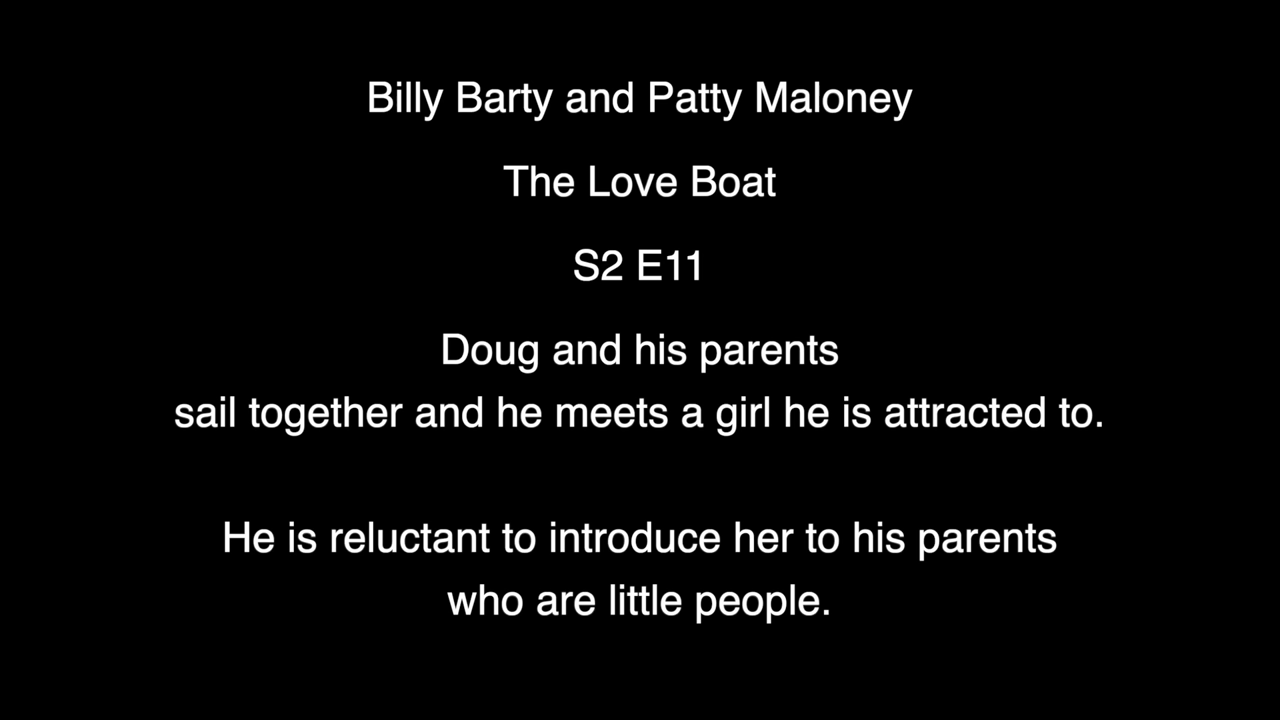 Billy Barty and Patty Maloney
The Love Boat
S2 E11
Doug and his parents
sail together and he meets a girl he is attracted to.
He is reluctant to introduce her to his parents
who are little people.